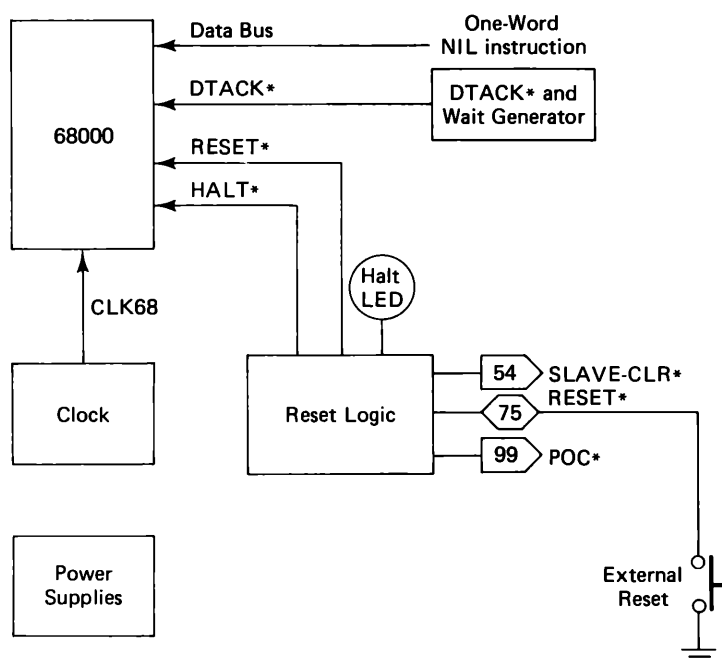 Data Bus
One-Word
NIL instruction
DTACK*
DTACK* and
Wait Generator
68000
RESET*
HALT*
Halt
LED
CLK68
Clock
Reset Logic
54
SLAVE-CLR*
75
RESET*
99
POC*
Power
Supplies
External
Reset